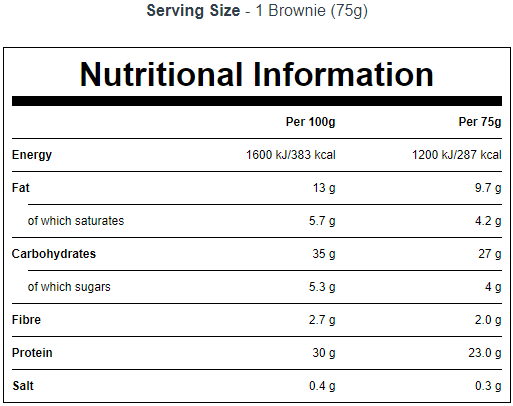 Serving Size - 1 Brownie (75g)
Nutritional Information
Per 100g Per 75g
Energy 1600 kJ/383 kcal 1200 kJ/287 kcal
Fat 13 g 9.7 g
of which saturates 5.7 g 4.2 g
Carbohydrates 35 g 27 g
of which sugars 5.3 g 4 g
Fibre 2.7 g 2.0 g
Protein 30 g 23.0 g
Salt 0.4 g 0.3 g